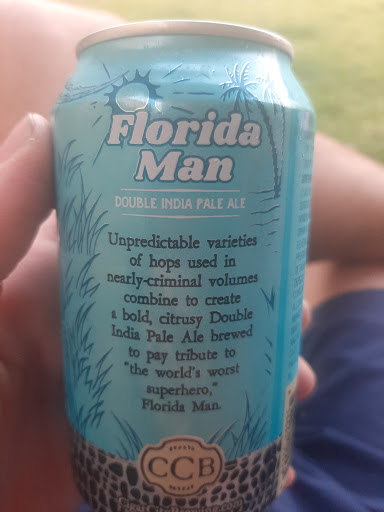 Florida
Man
DOUBLE INDIA PALE ALE
Unpredictable varieties
of hops used in
nearly-criminal volumes
combine to create
a bold, citrusy Double
India Pale Ale brewed
to pay tribute to
"the world's worst
superhero,"
Florida Man.
CCB